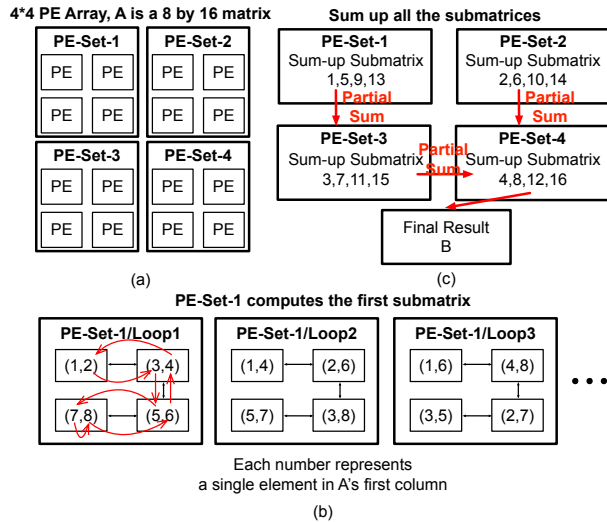 4*4 PE Array, A is a 8 by 16 matrix
PE-Set-1
PE PE
PE PE
PE-Set-2
PE PE
PE PE
PE-Set-3
PE PE
PE PE
PE-Set-4
PE PE
PE PE
(a)
Sum up all the submatrices
PE-Set-1
Sum-up Submatrix
1,5,9,13
PE-Set-2
Sum-up Submatrix
2,6,10,14
Partial
Sum
Partial
Sum
PE-Set-3
Sum-up Submatrix
3,7,11,15
Partial
Sum
PE-Set-4
Sum-up Submatrix
4,8,12,16
Final Result
B
(c)
PE-Set-1 computes the first submatrix
PE-Set-1/Loop1
(1,2) (3,4)
(7,8) (5,6)
PE-Set-1/Loop2
(1,4) (2,6)
(5,7) (3,8)
PE-Set-1/Loop3
(1,6) (4,8)
(3,5) (2,7)
• • •
Each number represents
a single element in A's first column
(b)